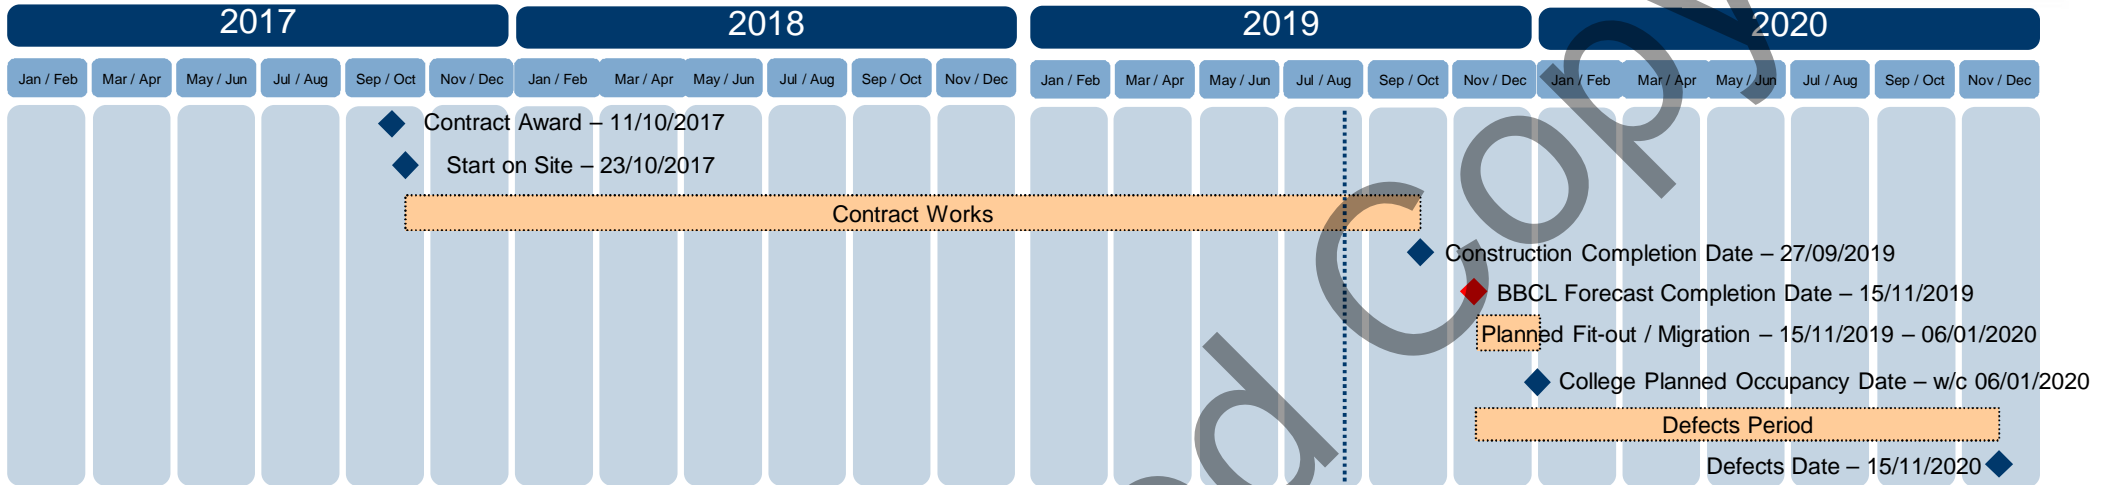 2017 2018 2019 2020
Jan / Feb Mar / Apr May / Jun Jul / Aug Sep / Oct Nov / Dec Jan / Feb Mar / Apr May / Jun Jul / Aug Sep / Oct Nov / Dec Jan / Feb Mar / Apr May / Jun Jul / Aug Sep / Oct Nov / Dec Jan / Feb Mar / Apr May / Jun Jul / Aug Sep / Oct Nov / Dec
Contract Award – 11/10/2017
Start on Site – 23/10/2017
Contract Works
Construction Completion Date – 27/09/2019
BBCL Forecast Completion Date – 15/11/2019
Planned Fit-out / Migration – 15/11/2019 – 06/01/2020
College Planned Occupancy Date – w/c 06/01/2020
Defects Period
Defects Date – 15/11/2020
Copy